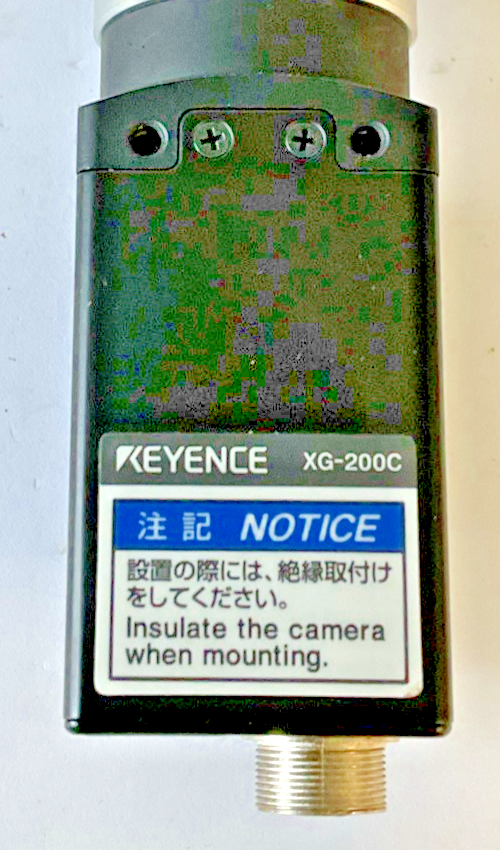 KEYENCE XG-200C
注記 NOTICE
設置の際には、絶縁取付け
をしてください。
Insulate the camera
when mounting.